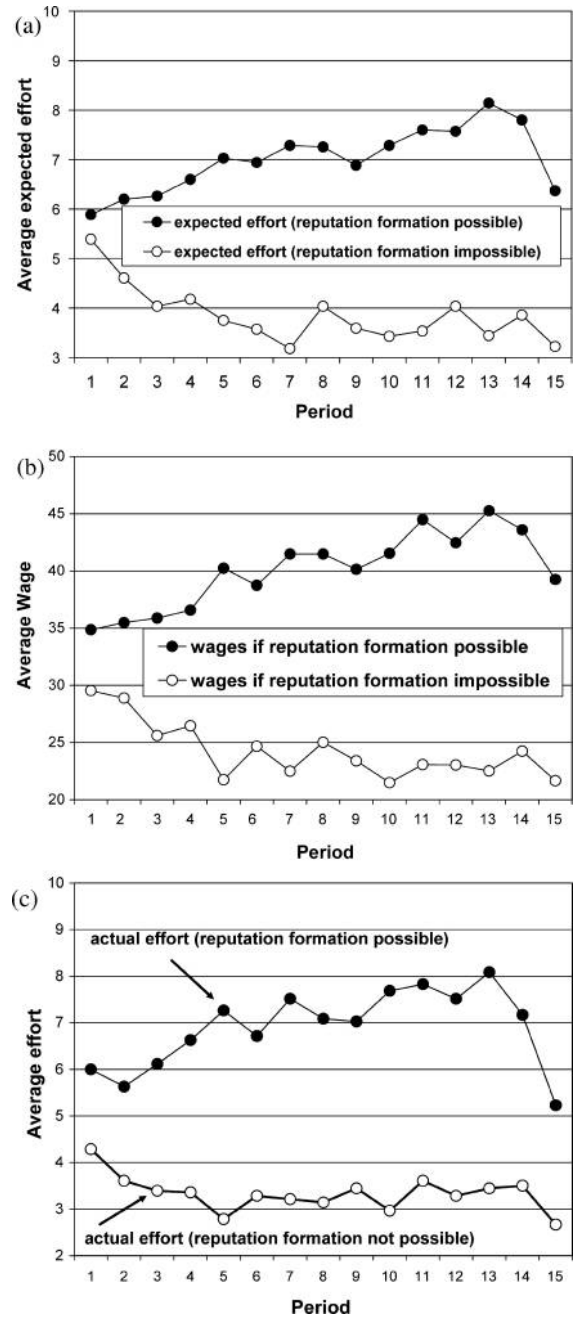 (a)
10
9
8
7
6
5
4
3
Average expected effort
expected effort (reputation formation possible)
expected effort (reputation formation impossible)
1 2 3 4 5 6 7 8 9 10 11 12 13 14 15
Period
(b)
50
45
40
35
30
25
20
Average Wage
wages if reputation formation possible
wages if reputation formation impossible
1 2 3 4 5 6 7 8 9 10 11 12 13 14 15
Period
(c)
10
9
8
7
6
5
4
3
2
Average effort
actual effort (reputation formation possible)
actual effort (reputation formation not possible)
1 2 3 4 5 6 7 8 9 10 11 12 13 14 15
Period